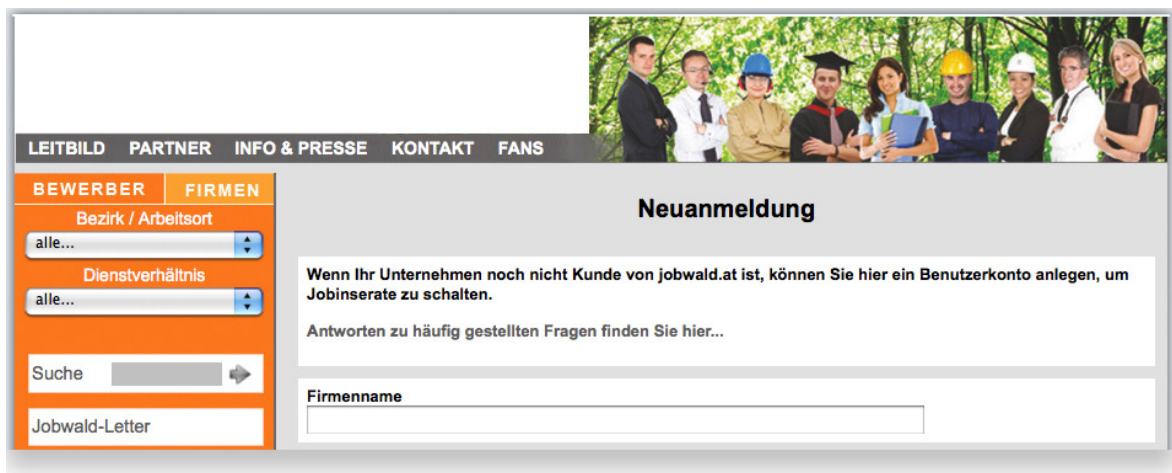 LEITBILD PARTNER INFO & PRESSE KONTAKT FANS
BEWERBER FIRMEN
Bezirk / Arbeitsort
alle...
Dienstverhältnis
alle...
Suche
Jobwald-Letter
Neuanmeldung
Wenn Ihr Unternehmen noch nicht Kunde von jobwald.at ist, können Sie hier ein Benutzerkonto anlegen, um
Jobinserate zu schalten.
Antworten zu häufig gestellten Fragen finden Sie hier...
Firmenname